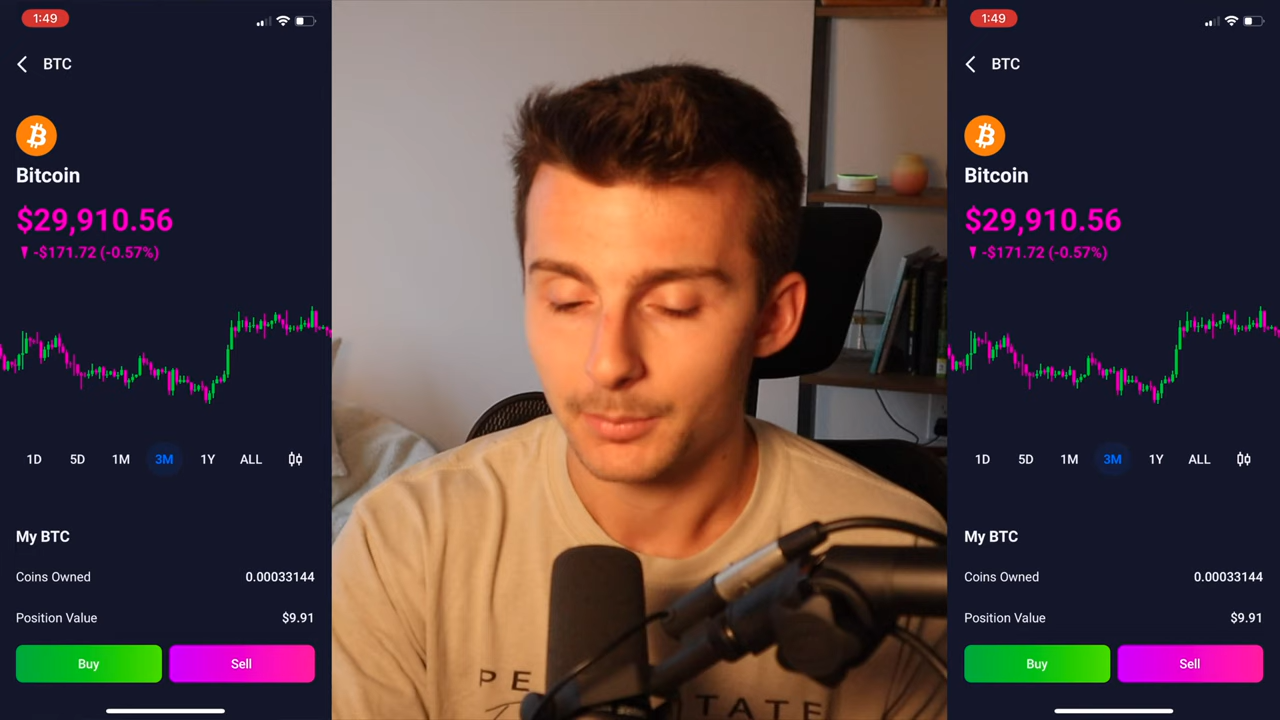 1:49
BTC
Bitcoin
$29,910.56
-$171.72 (-0.57%)
1D 5D 1M 3M 1Y ALL
My BTC
Coins Owned 0.00033144
Position Value $9.91
Buy Sell
PE TATE
1:49
BTC
Bitcoin
$29,910.56
-$171.72 (-0.57%)
1D 5D 1M 3M 1Y ALL
My BTC
Coins Owned 0.00033144
Position Value $9.91
Buy Sell